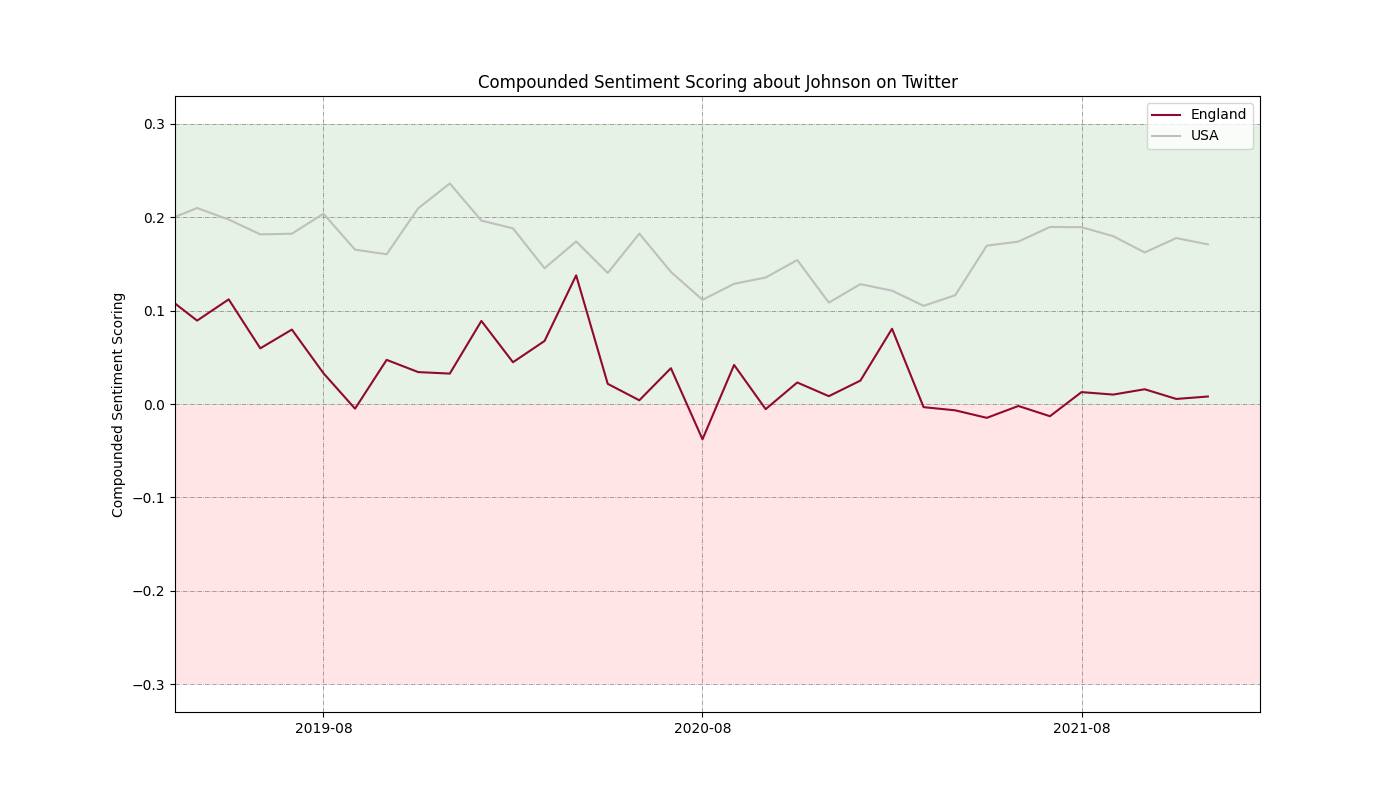 Compounded Sentiment Scoring about Johnson on Twitter
England
USA
Compounded Sentiment Scoring
0.3
0.2
0.1
0.0
−0.1
−0.2
−0.3
2019-08
2020-08
2021-08